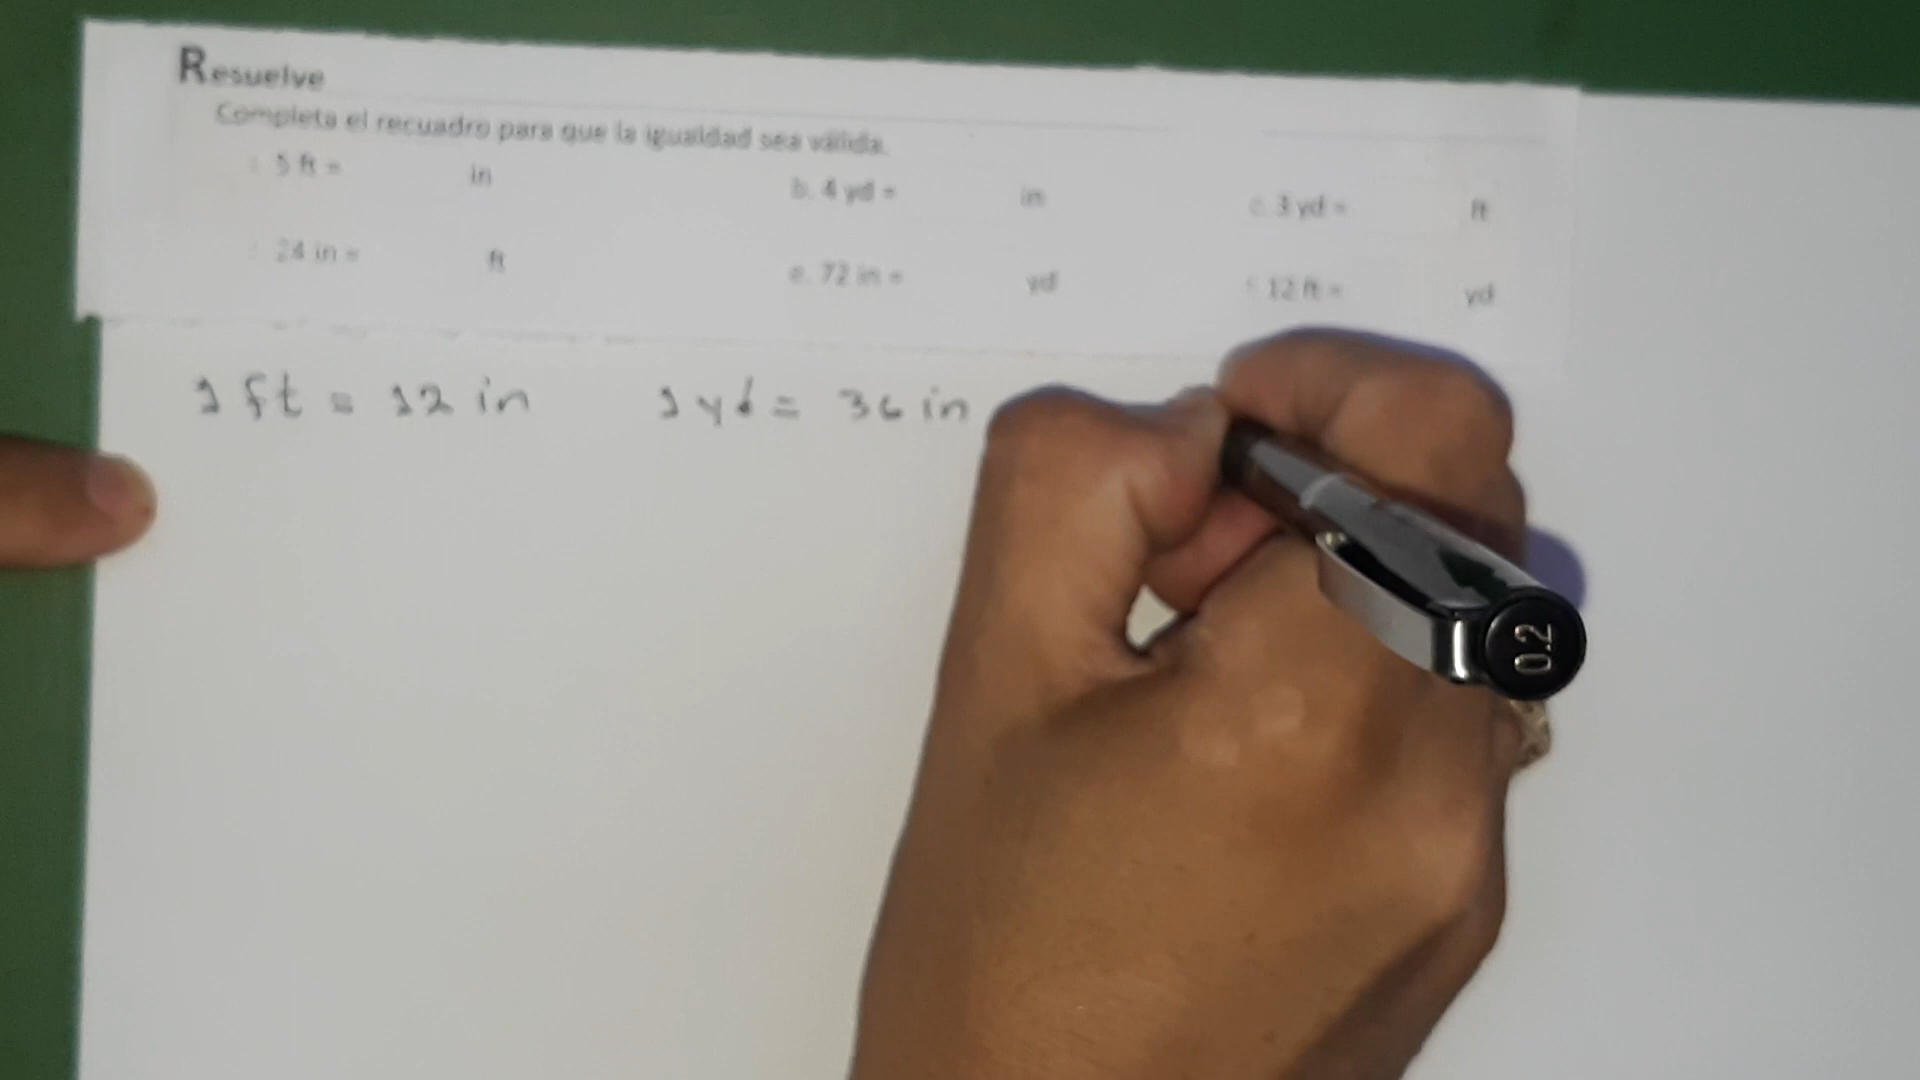 Resuelve
Completa el recuadro para que la igualdad sea válida.
5 ft = in b. 4 yd = in c. 3 yd = ft
24 in = ft e. 72 in = yd 12 ft = yd
1 ft = 12 in 1 yd = 36 in
0.2